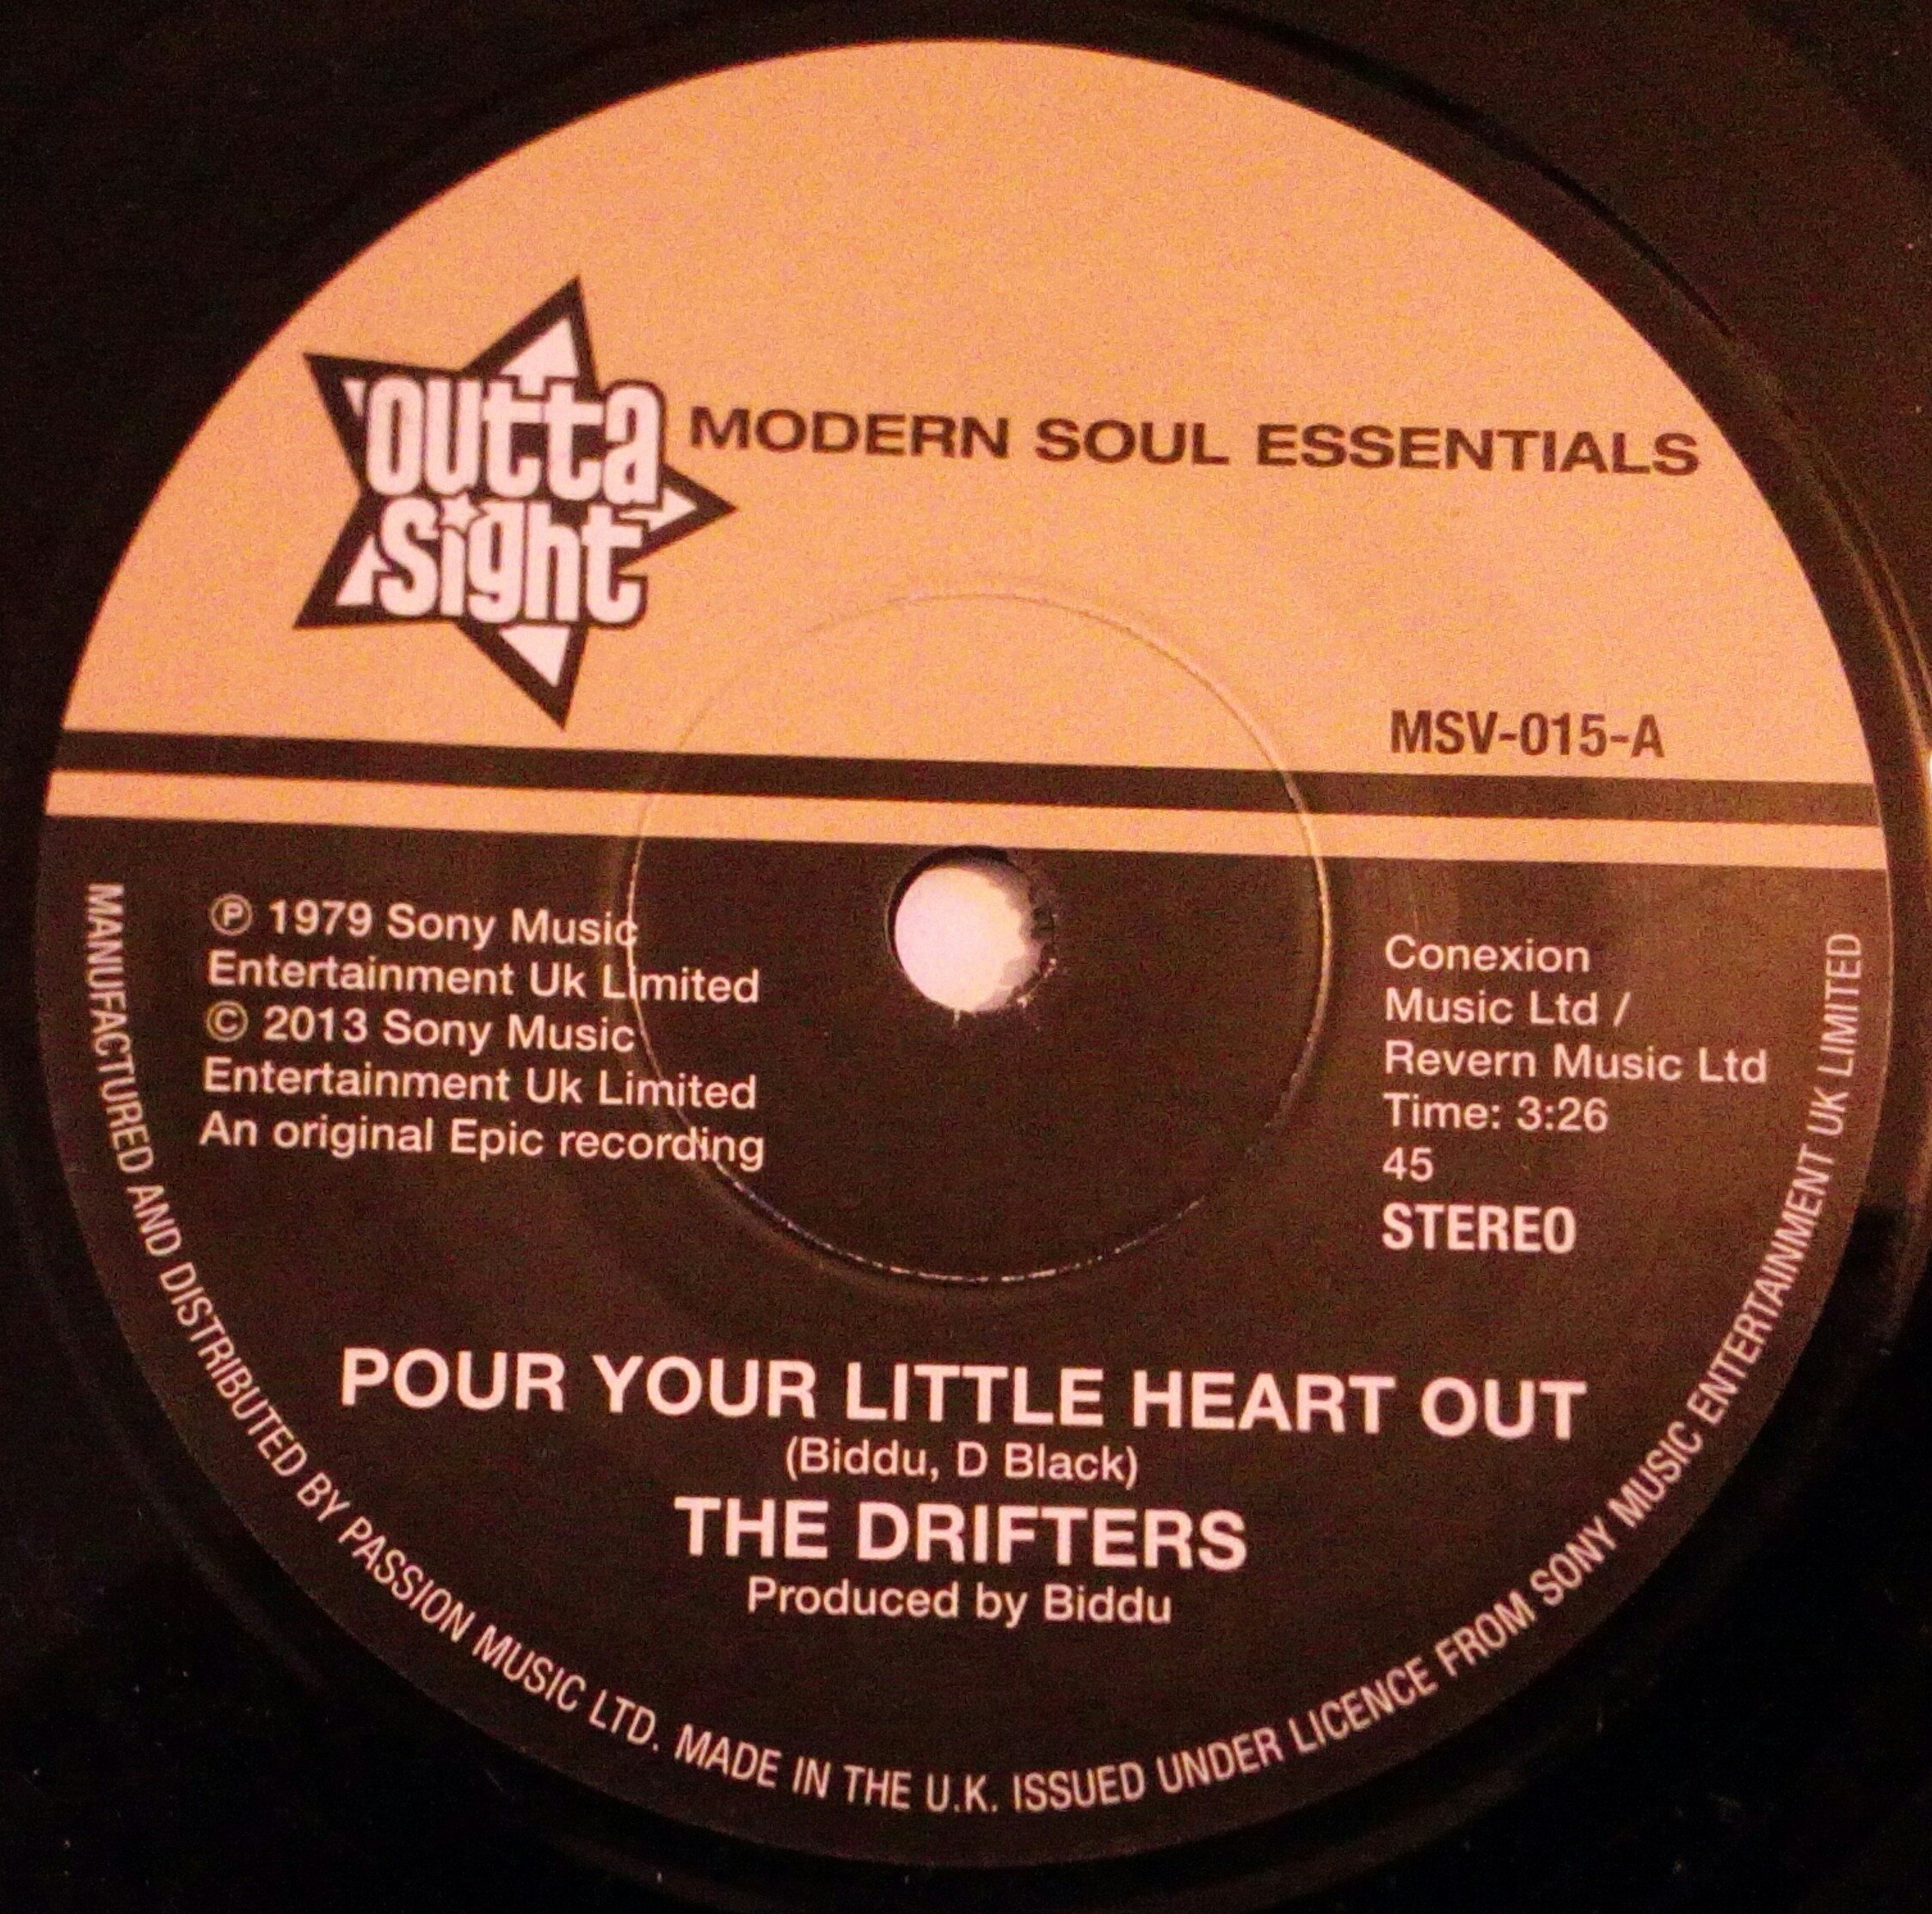 outta
sight
MODERN SOUL ESSENTIALS
MSV-015-A
℗ 1979 Sony Music
Entertainment Uk Limited
© 2013 Sony Music
Entertainment Uk Limited
An original Epic recording
Conexion
Music Ltd /
Revern Music Ltd
Time: 3:26
45
STEREO
POUR YOUR LITTLE HEART OUT
(Biddu, D Black)
THE DRIFTERS
Produced by Biddu
MANUFACTURED AND DISTRIBUTED BY PASSION MUSIC LTD. MADE IN THE U.K. ISSUED UNDER LICENCE FROM SONY MUSIC ENTERTAINMENT UK LIMITED